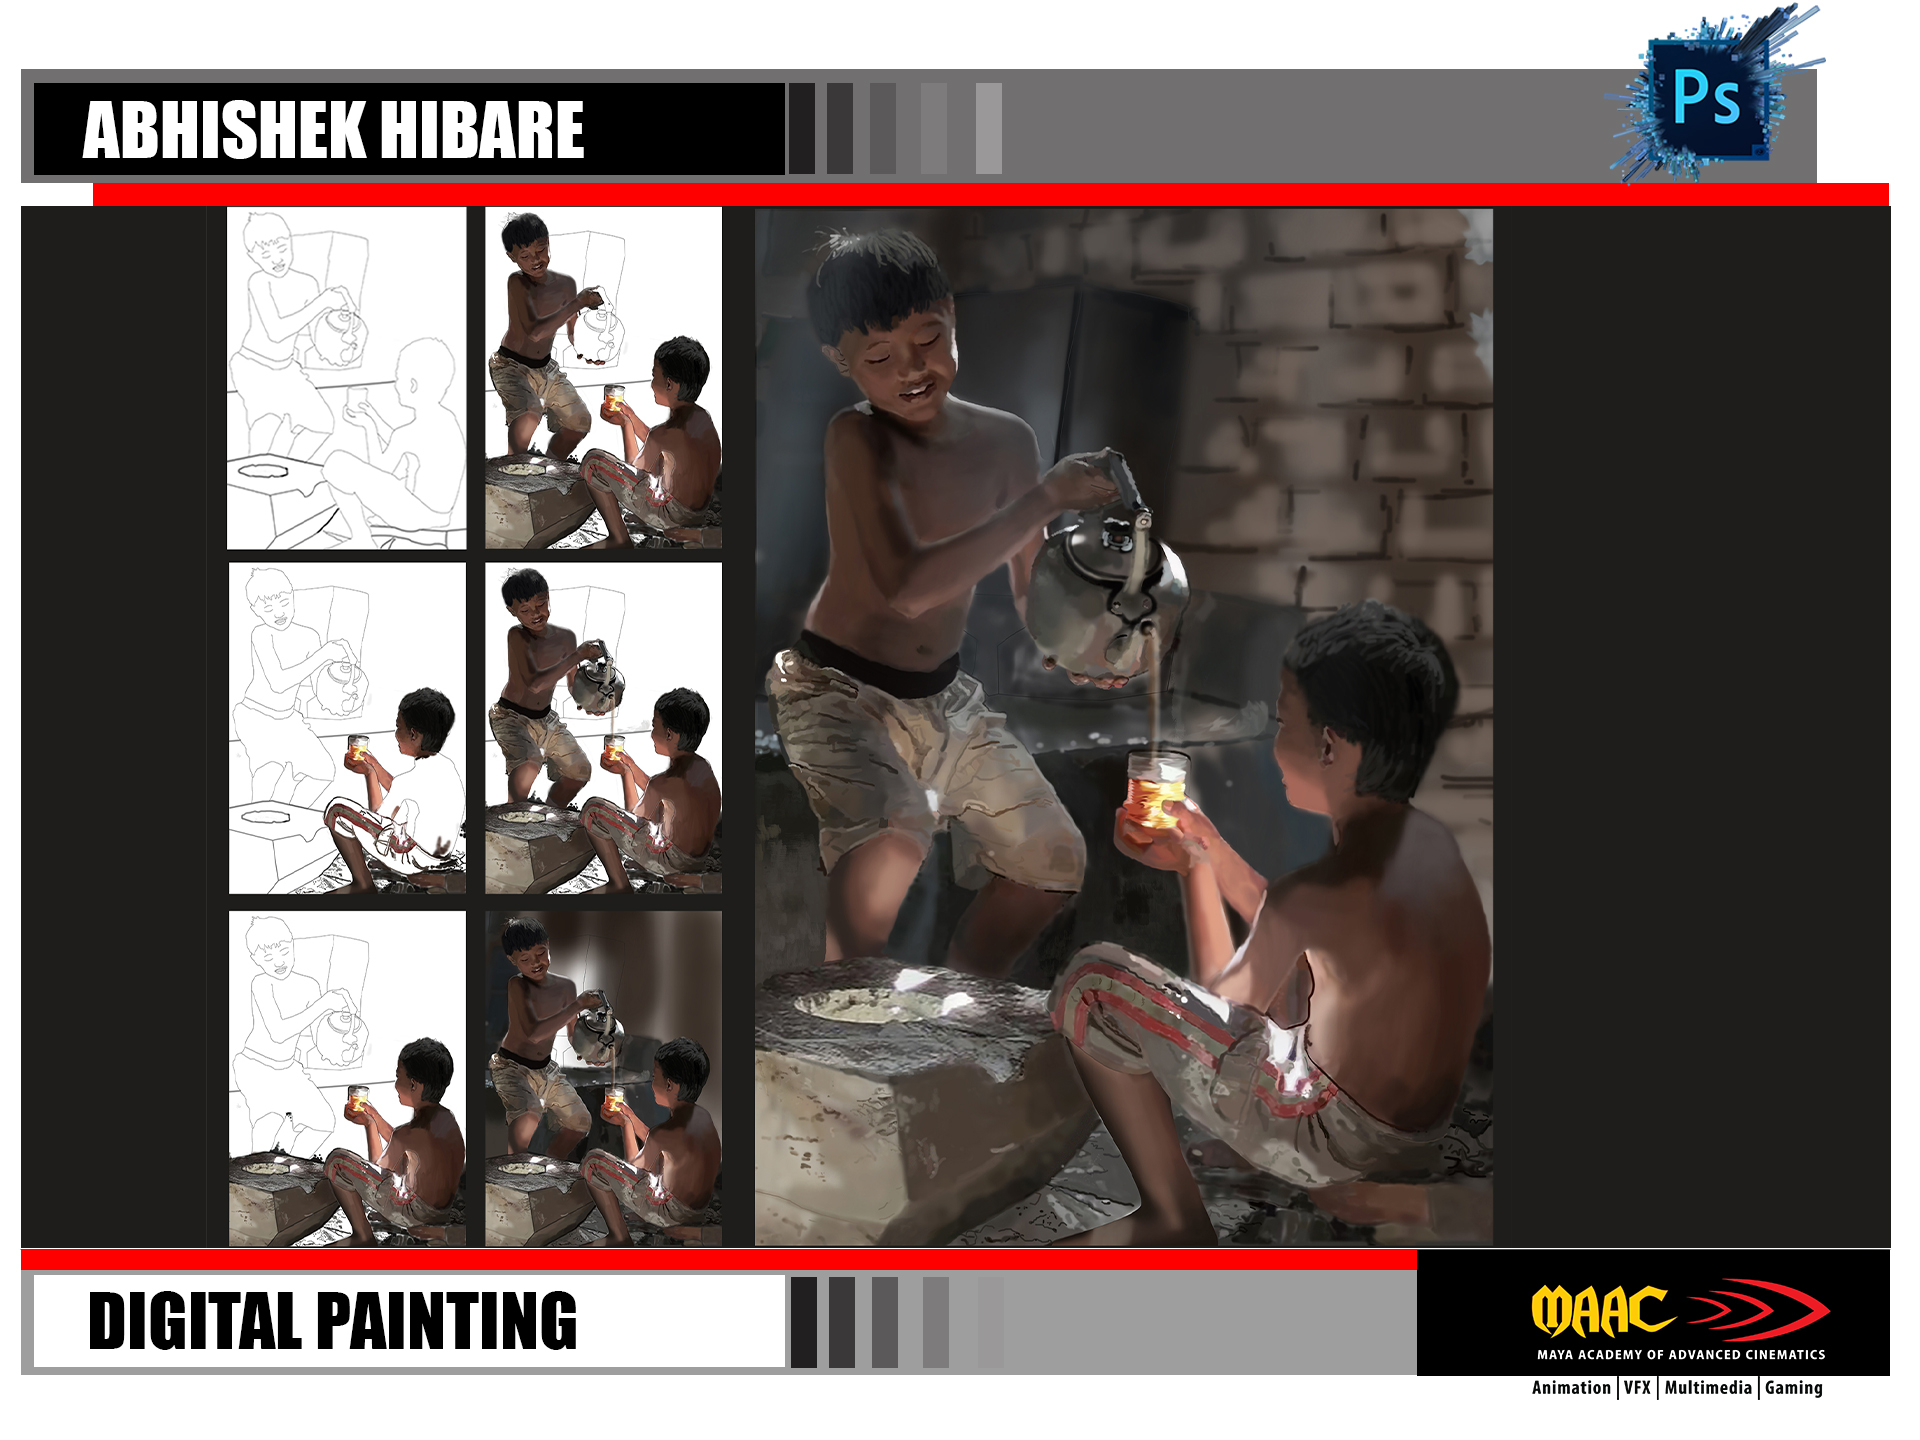 ABHISHEK HIBARE
Ps
DIGITAL PAINTING
MAAC
MAYA ACADEMY OF ADVANCED CINEMATICS
Animation | VFX | Multimedia | Gaming